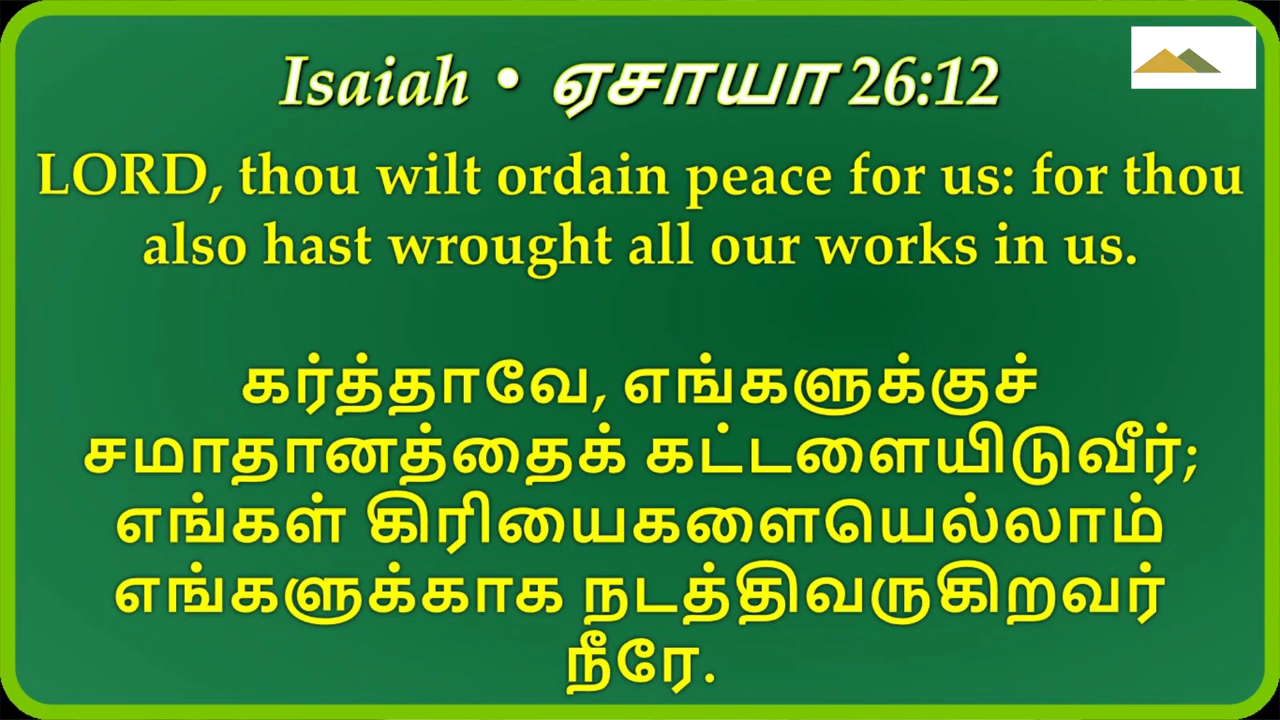 Isaiah • ஏசாயா 26:12
LORD, thou wilt ordain peace for us: for thou
also hast wrought all our works in us.
கர்த்தாவே, எங்களுக்குச்
சமாதானத்தைக் கட்டளையிடுவீர்;
எங்கள் கிரியைகளையெல்லாம்
எங்களுக்காக நடத்திவருகிறவர்
நீரே.